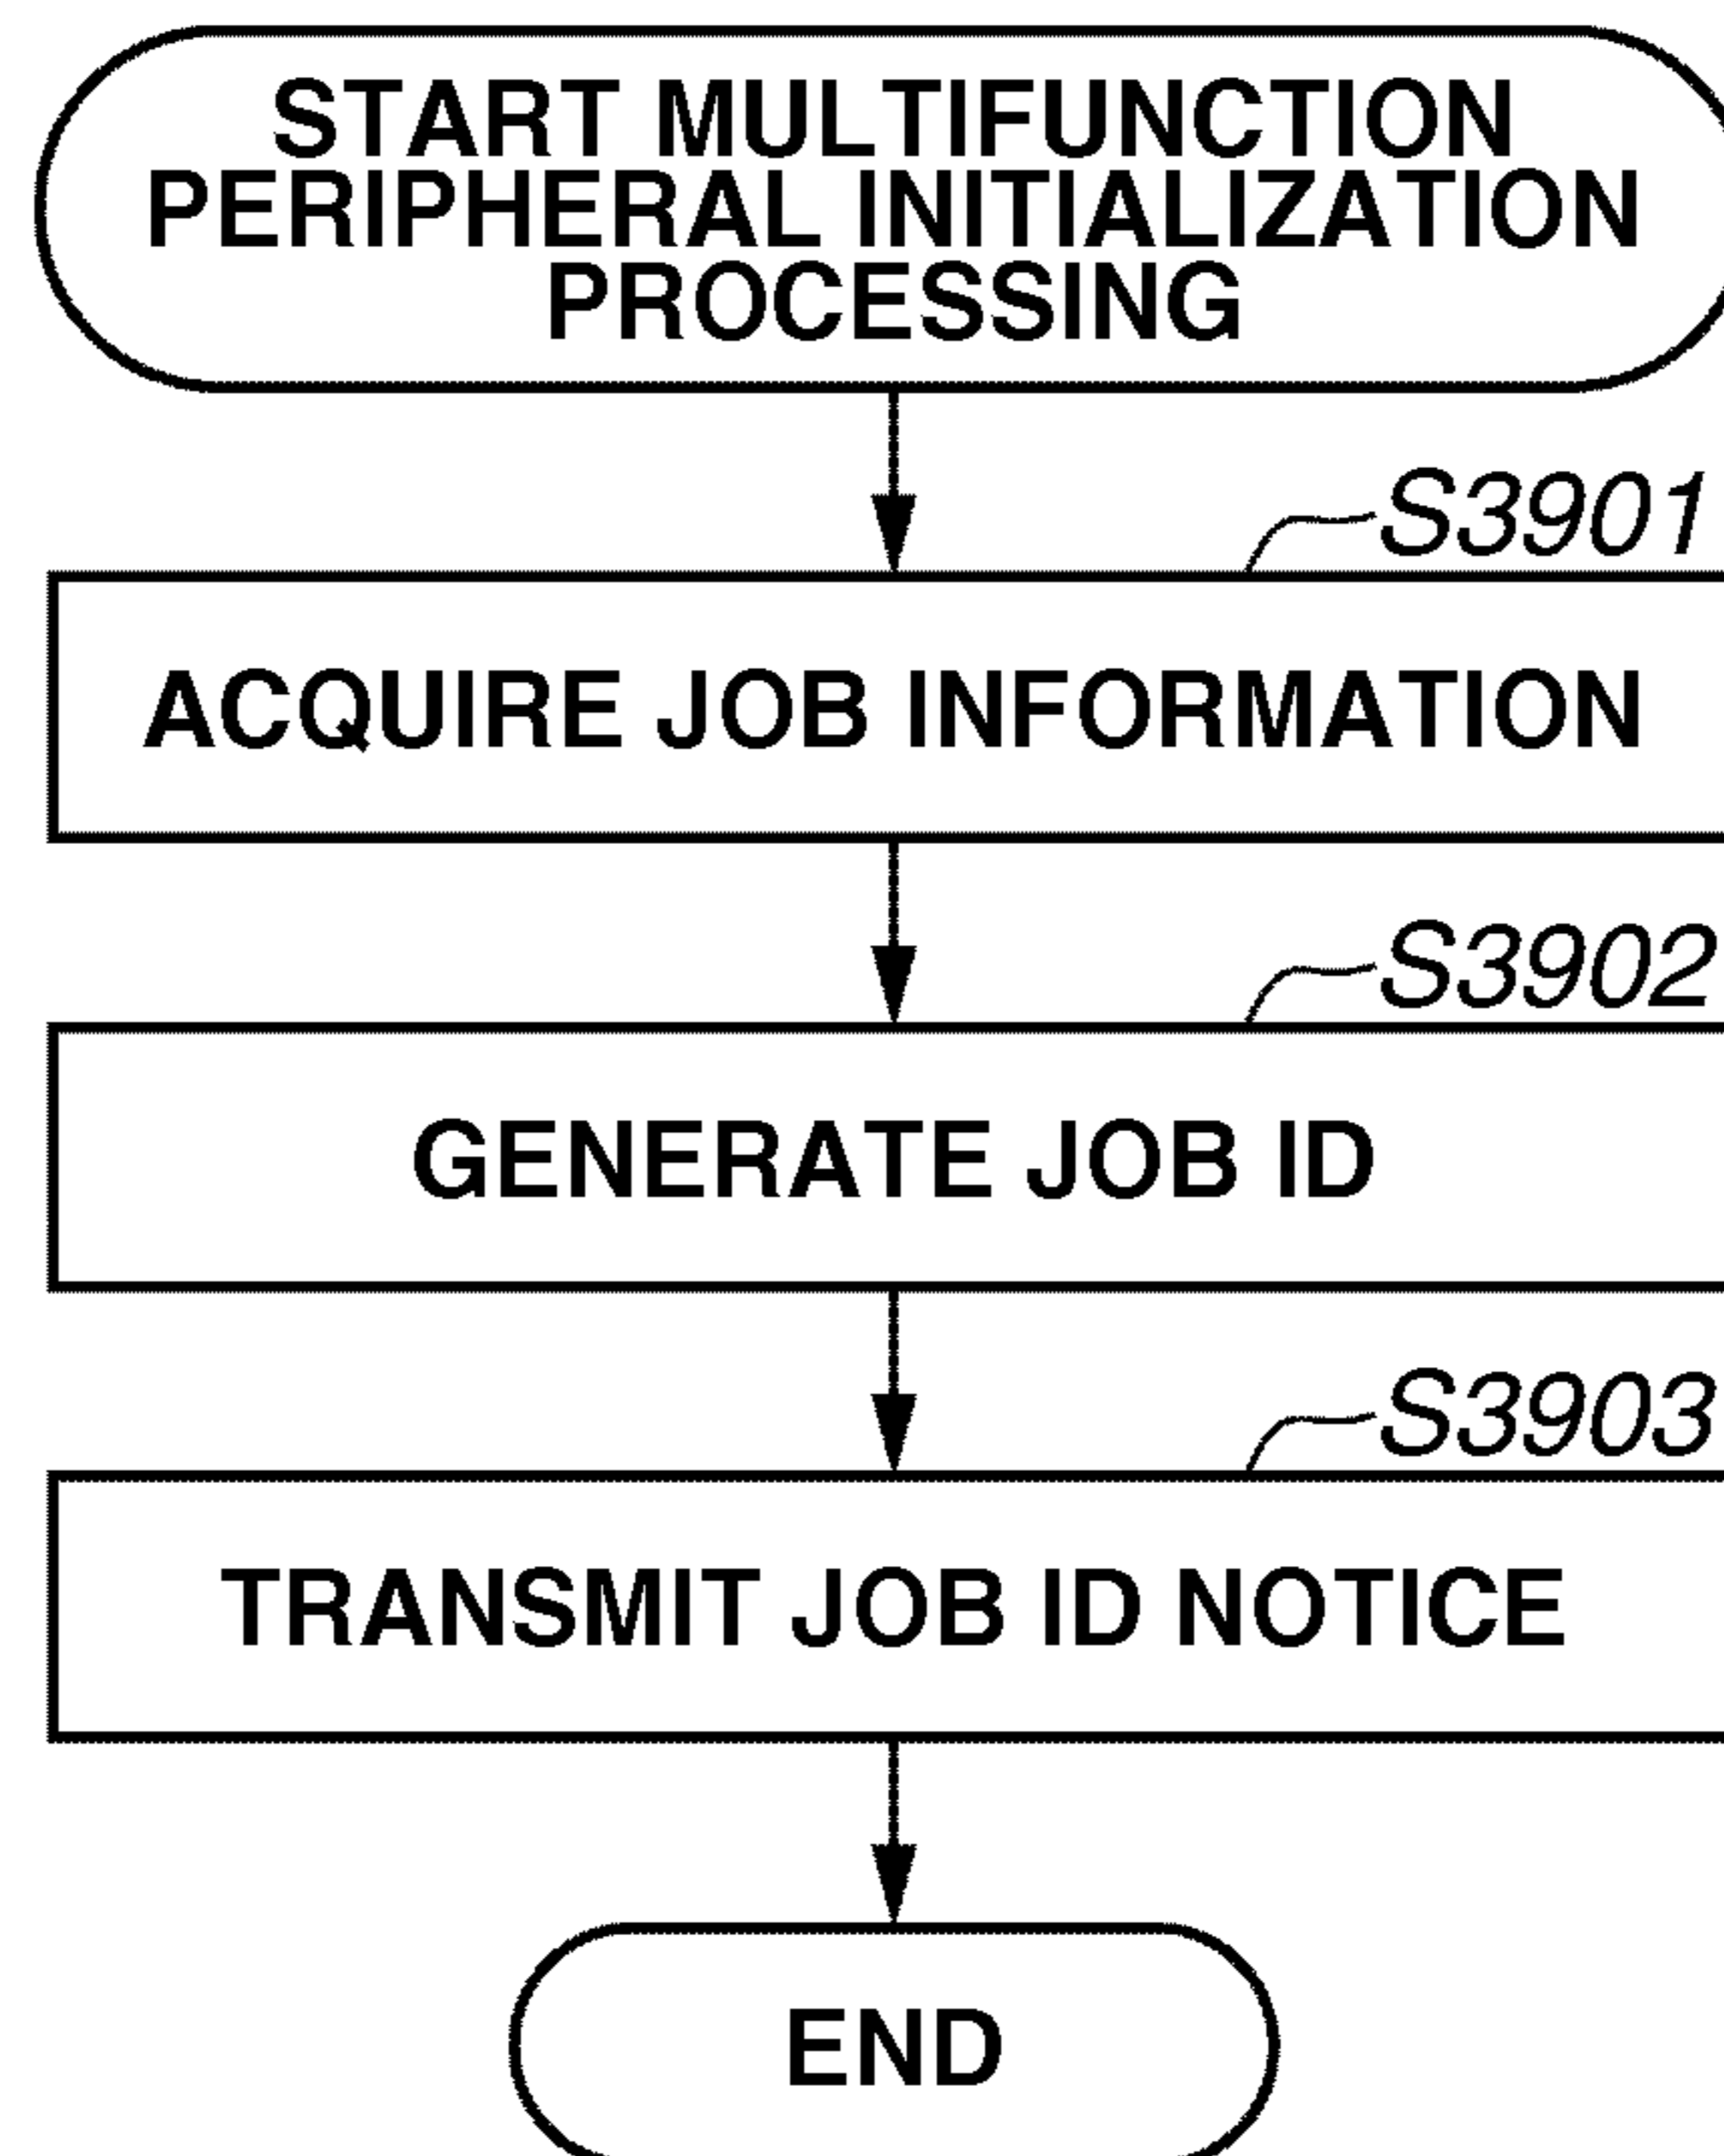 START MULTIFUNCTION
PERIPHERAL INITIALIZATION
PROCESSING
S3901
ACQUIRE JOB INFORMATION
S3902
GENERATE JOB ID
S3903
TRANSMIT JOB ID NOTICE
END